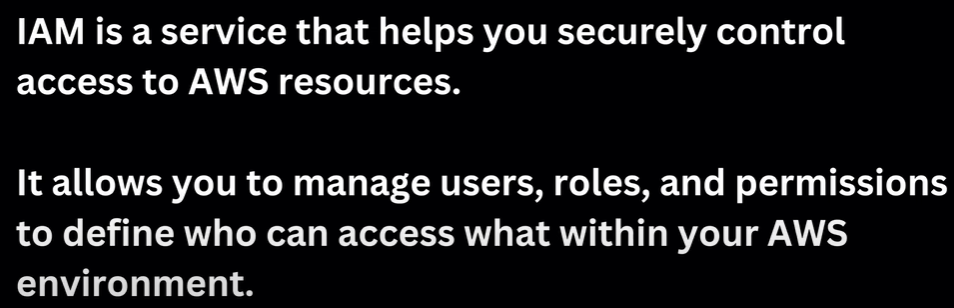 IAM is a service that helps you securely control
access to AWS resources.
It allows you to manage users, roles, and permissions
to define who can access what within your AWS
environment.